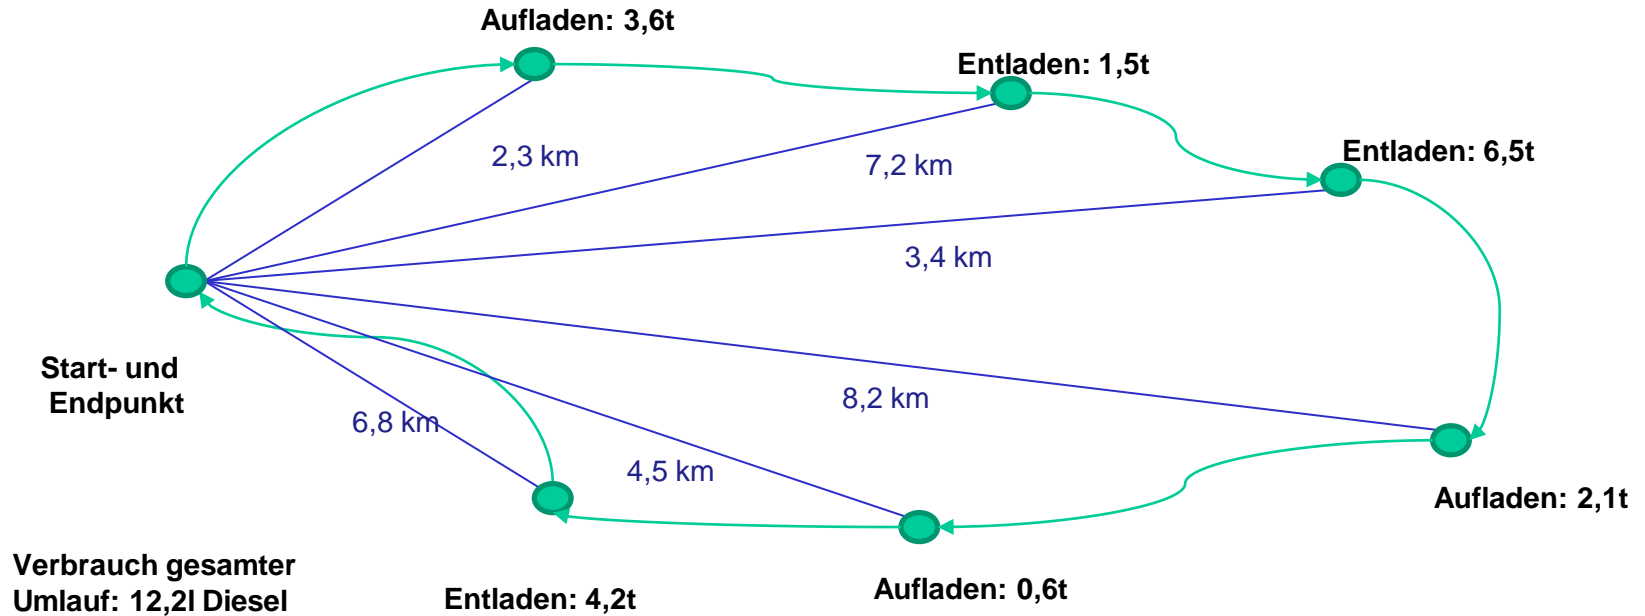 Aufladen: 3,6t
Entladen: 1,5t
Entladen: 6,5t
2,3 km
7,2 km
3,4 km
Start- und
Endpunkt
8,2 km
6,8 km
4,5 km
Aufladen: 2,1t
Verbrauch gesamter
Umlauf: 12,2l Diesel
Entladen: 4,2t
Aufladen: 0,6t